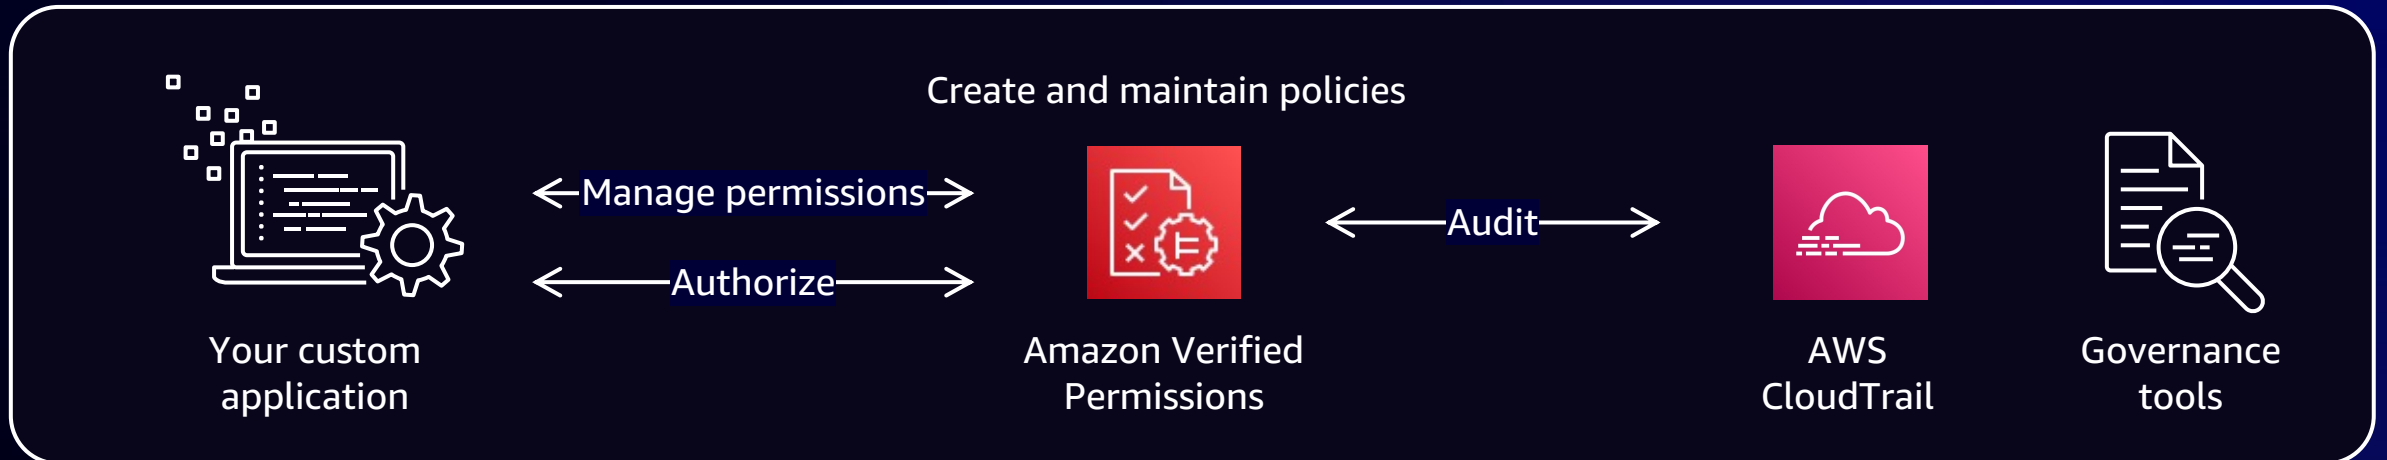 Create and maintain policies
Manage permissions
Authorize
Audit
Your custom
application
Amazon Verified
Permissions
AWS
CloudTrail
Governance
tools